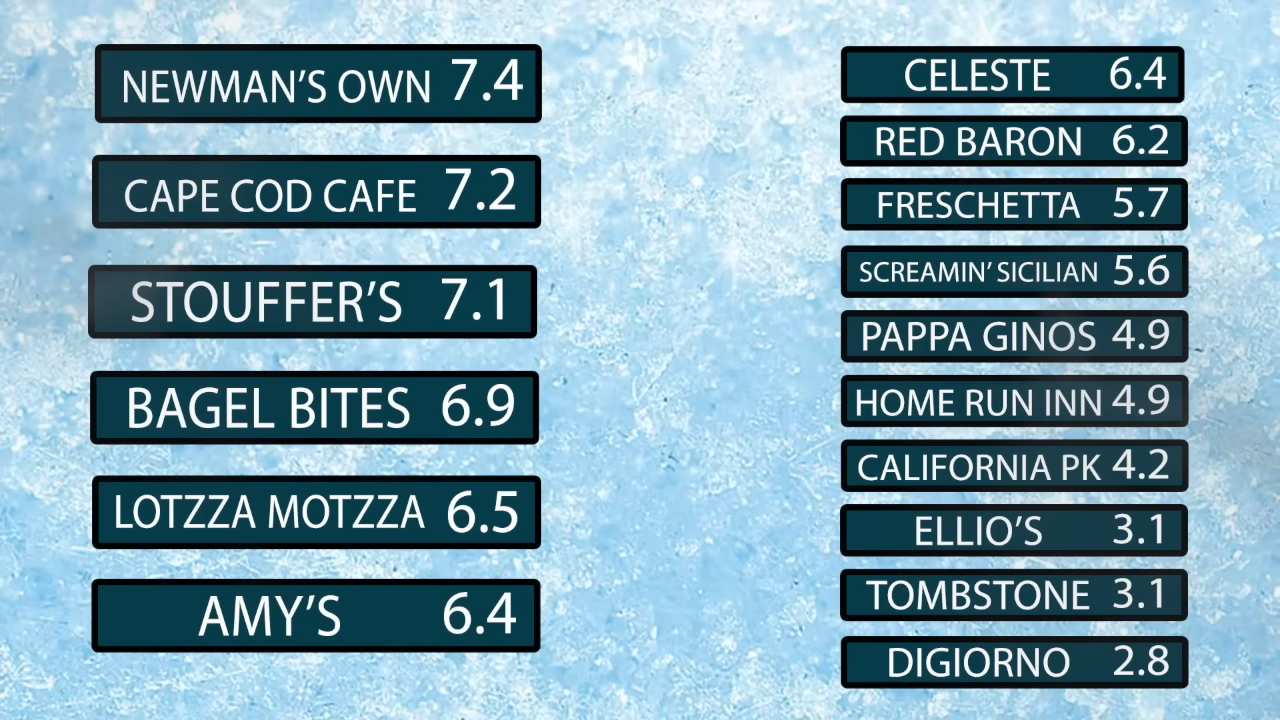 NEWMAN'S OWN 7.4
CAPE COD CAFE 7.2
STOUFFER'S 7.1
BAGEL BITES 6.9
LOTZZA MOTZZA 6.5
AMY'S 6.4
CELESTE 6.4
RED BARON 6.2
FRESCHETTA 5.7
SCREAMIN' SICILIAN 5.6
PAPPA GINOS 4.9
HOME RUN INN 4.9
CALIFORNIA PK 4.2
ELLIO'S 3.1
TOMBSTONE 3.1
DIGIORNO 2.8